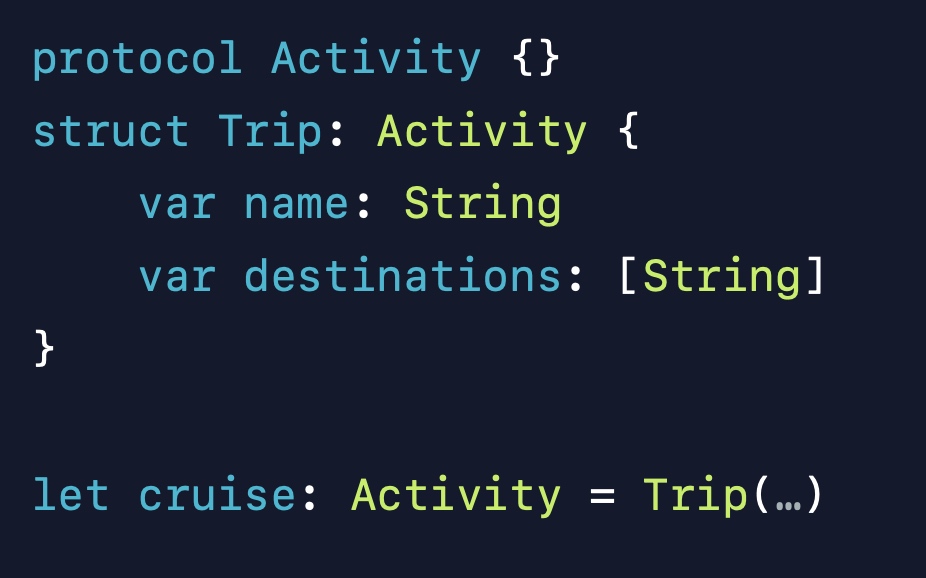 protocol Activity {}
struct Trip: Activity {
    var name: String
    var destinations: [String]
}
let cruise: Activity = Trip(…)